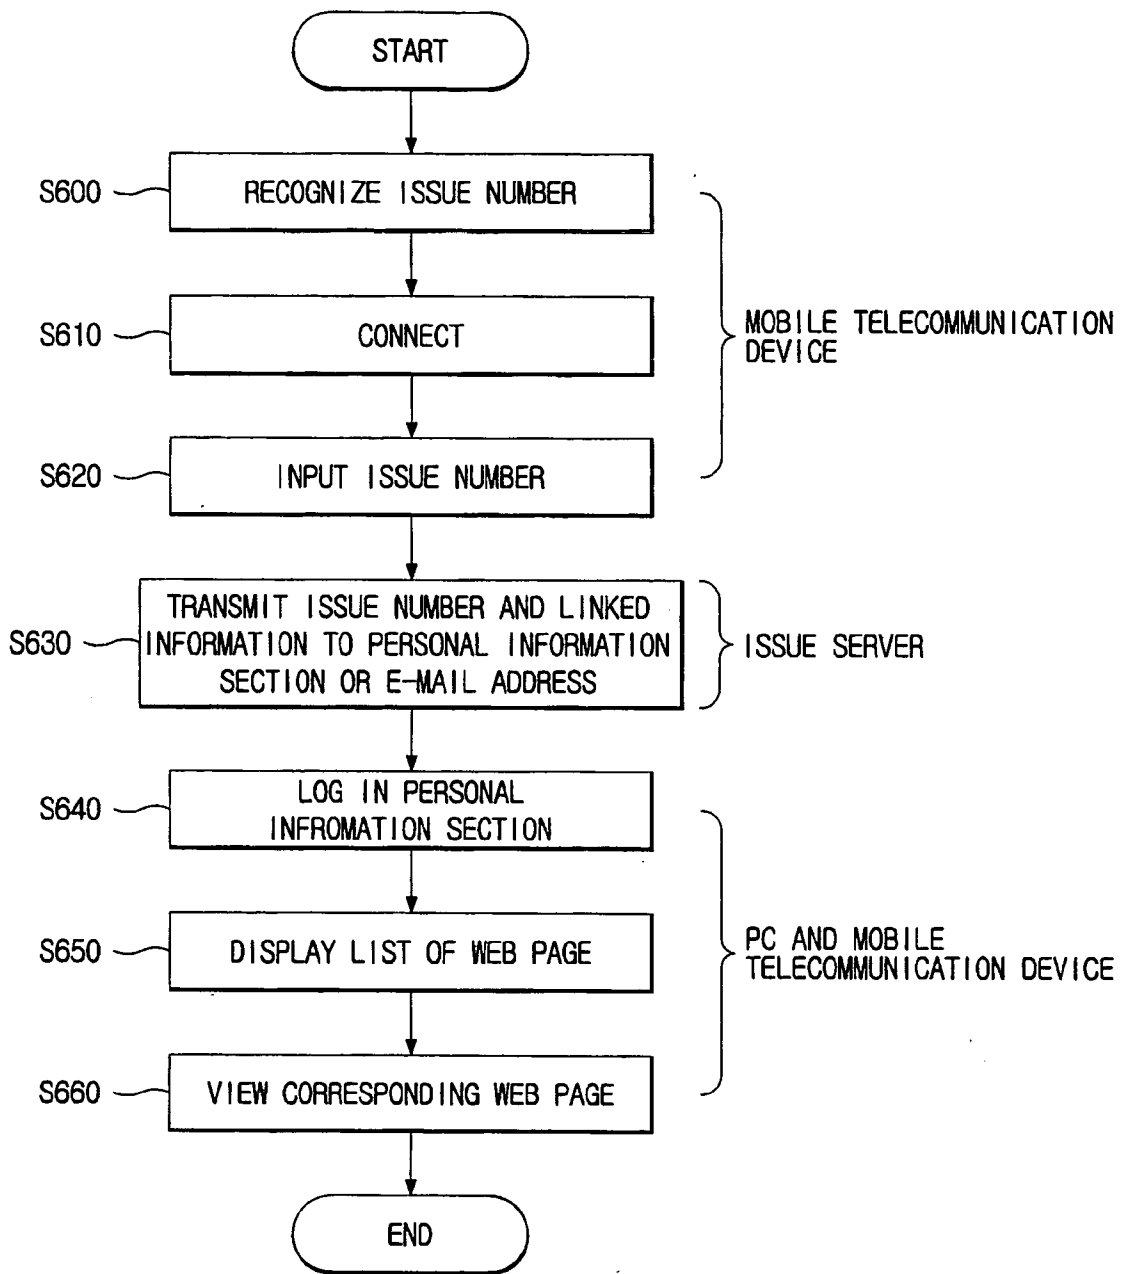 START
S600
RECOGNIZE ISSUE NUMBER
S610
CONNECT
MOBILE TELECOMMUNICATION
DEVICE
S620
INPUT ISSUE NUMBER
S630
TRANSMIT ISSUE NUMBER AND LINKED
INFORMATION TO PERSONAL INFORMATION
SECTION OR E-MAIL ADDRESS
ISSUE SERVER
S640
LOG IN PERSONAL
INFROMATION SECTION
S650
DISPLAY LIST OF WEB PAGE
PC AND MOBILE
TELECOMMUNICATION DEVICE
S660
VIEW CORRESPONDING WEB PAGE
END